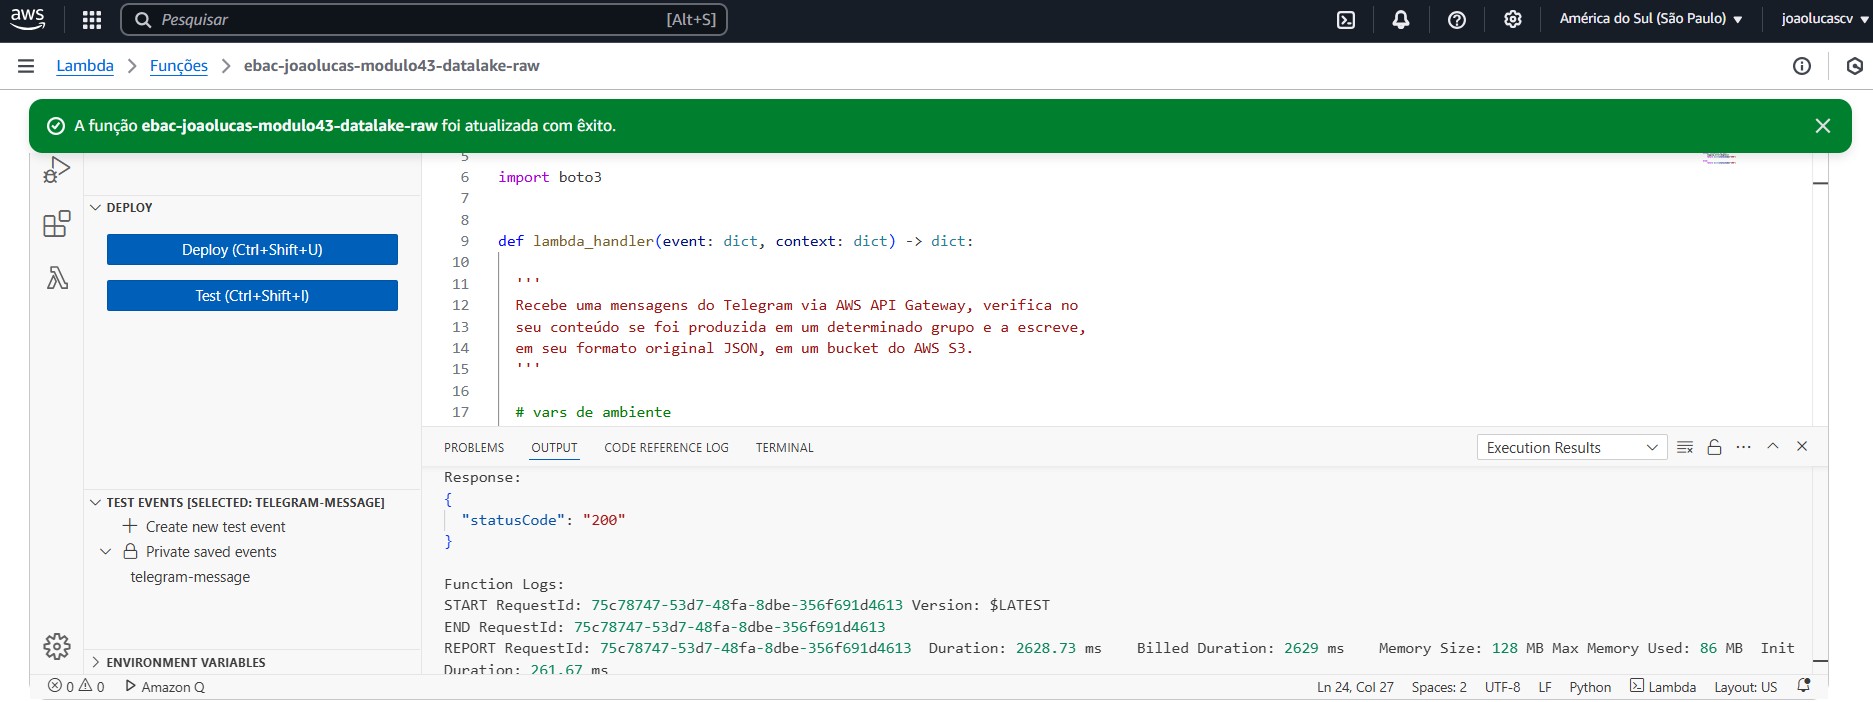 aws
Pesquisar [Alt+S]
América do Sul (São Paulo)
joaolucascv
Lambda > Funções > ebac-joaolucas-modulo43-datalake-raw
A função ebac-joaolucas-modulo43-datalake-raw foi atualizada com êxito.
DEPLOY
Deploy (Ctrl+Shift+U)
Test (Ctrl+Shift+I)
TEST EVENTS [SELECTED: TELEGRAM-MESSAGE]
Create new test event
Private saved events
telegram-message
ENVIRONMENT VARIABLES
5
6 import boto3
7
8
9 def lambda_handler(event: dict, context: dict) -> dict:
10
11 '''
12 Recebe uma mensagens do Telegram via AWS API Gateway, verifica no
13 seu conteúdo se foi produzida em um determinado grupo e a escreve,
14 em seu formato original JSON, em um bucket do AWS S3.
15 '''
16
17 # vars de ambiente
PROBLEMS OUTPUT CODE REFERENCE LOG TERMINAL
Execution Results
Response:
{
"statusCode": "200"
}
Function Logs:
START RequestId: 75c78747-53d7-48fa-8dbe-356f691d4613 Version: $LATEST
END RequestId: 75c78747-53d7-48fa-8dbe-356f691d4613
REPORT RequestId: 75c78747-53d7-48fa-8dbe-356f691d4613 Duration: 2628.73 ms Billed Duration: 2629 ms Memory Size: 128 MB Max Memory Used: 86 MB Init
Duration: 261.67 ms
0 0 Amazon Q
Ln 24, Col 27 Spaces: 2 UTF-8 LF Python Lambda Layout: US